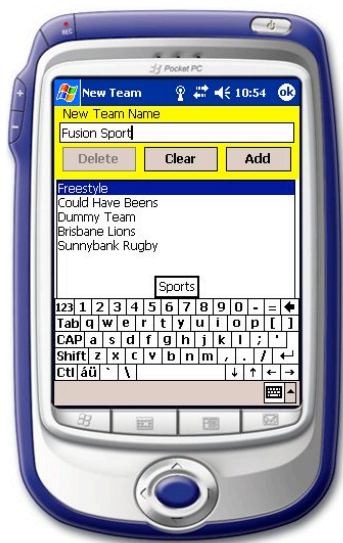 REC
Pocket PC
New Team 10:54 ok
New Team Name
Fusion Sport
Delete Clear Add
Freestyle
Could Have Beens
Dummy Team
Brisbane Lions
Sunnybank Rugby
Sports
123 1 2 3 4 5 6 7 8 9 0 - = 
Tab q w e r t y u i o p [ ]
CAP a s d f g h j k l ; '
Shift z x c v b n m , . /
Ctl áü ` \